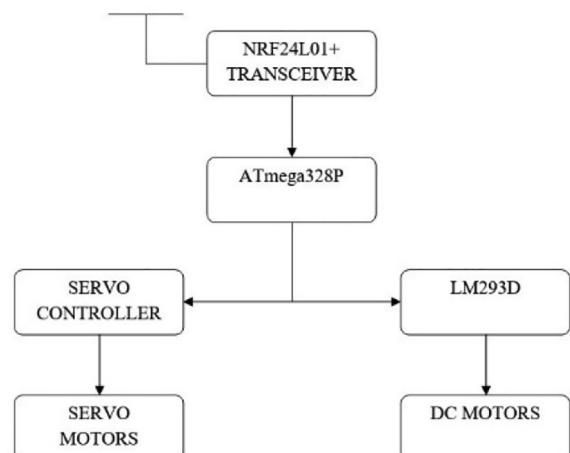 NRF24L01+
TRANSCEIVER
ATmega328P
SERVO
CONTROLLER
LM293D
SERVO
MOTORS
DC MOTORS